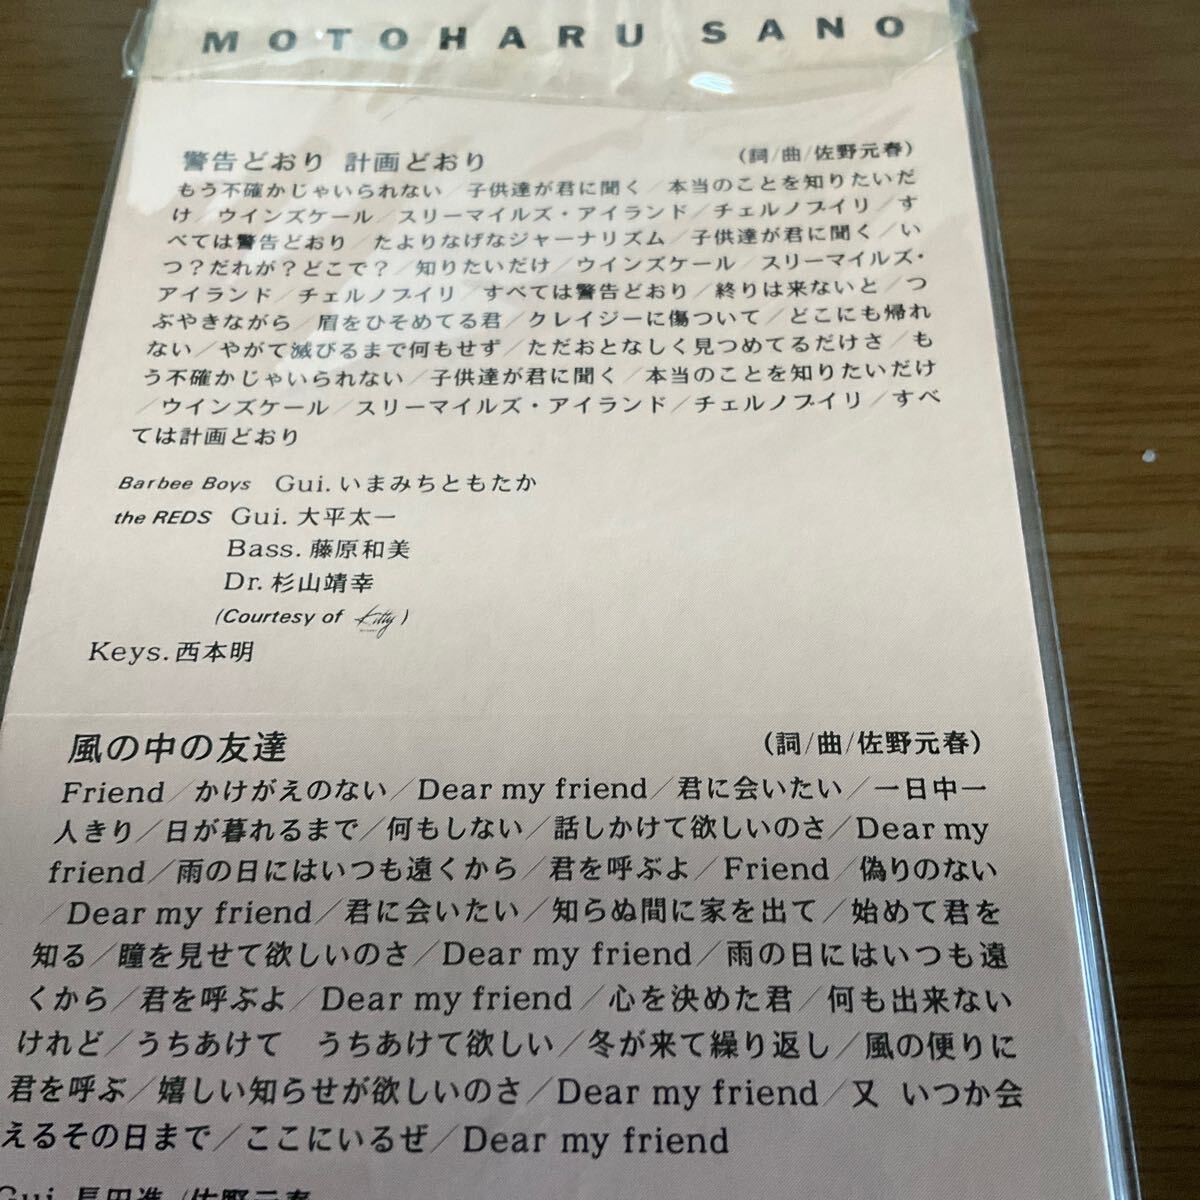 MOTOHARU SANO
警告どおり 計画どおり (詞/曲/佐野元春)
もう不確かじゃいられない/子供達が君に聞く/本当のことを知りたいだ
け/ウインズケール/スリーマイルズ・アイランド/チェルノブイリ/す
べては警告どおり/たよりなげなジャーナリズム/子供達が君に聞く/い
つ?だれが?どこで?/知りたいだけ/ウインズケール/スリーマイルズ・
アイランド/チェルノブイリ/すべては警告どおり/終りは来ないと/つ
ぶやきながら/眉をひそめてる君/クレイジーに傷ついて/どこにも帰れ
ない/やがて滅びるまで何もせず/ただおとなしく見つめてるだけさ/も
う不確かじゃいられない/子供達が君に聞く/本当のことを知りたいだけ
/ウインズケール/スリーマイルズ・アイランド/チェルノブイリ/すべ
ては計画どおり
Barbee Boys Gui.いまみちともたか
the REDS Gui.大平太一
Bass.藤原和美
Dr.杉山靖幸
(Courtesy of Kitty)
Keys.西本明
風の中の友達 (詞/曲/佐野元春)
Friend/かけがえのない/Dear my friend/君に会いたい/一日中一
人きり/日が暮れるまで/何もしない/話しかけて欲しいのさ/Dear my
friend/雨の日にはいつも遠くから/君を呼ぶよ/Friend/偽りのない
/Dear my friend/君に会いたい/知らぬ間に家を出て/始めて君を
知る/瞳を見せて欲しいのさ/Dear my friend/雨の日にはいつも遠
くから/君を呼ぶよ/Dear my friend/心を決めた君/何も出来ない
けれど/うちあけて　うちあけて欲しい/冬が来て繰り返し/風の便りに
君を呼ぶ/嬉しい知らせが欲しいのさ/Dear my friend/又 いつか会
えるその日まで/ここにいるぜ/Dear my friend
Gui.長田進/佐野元春